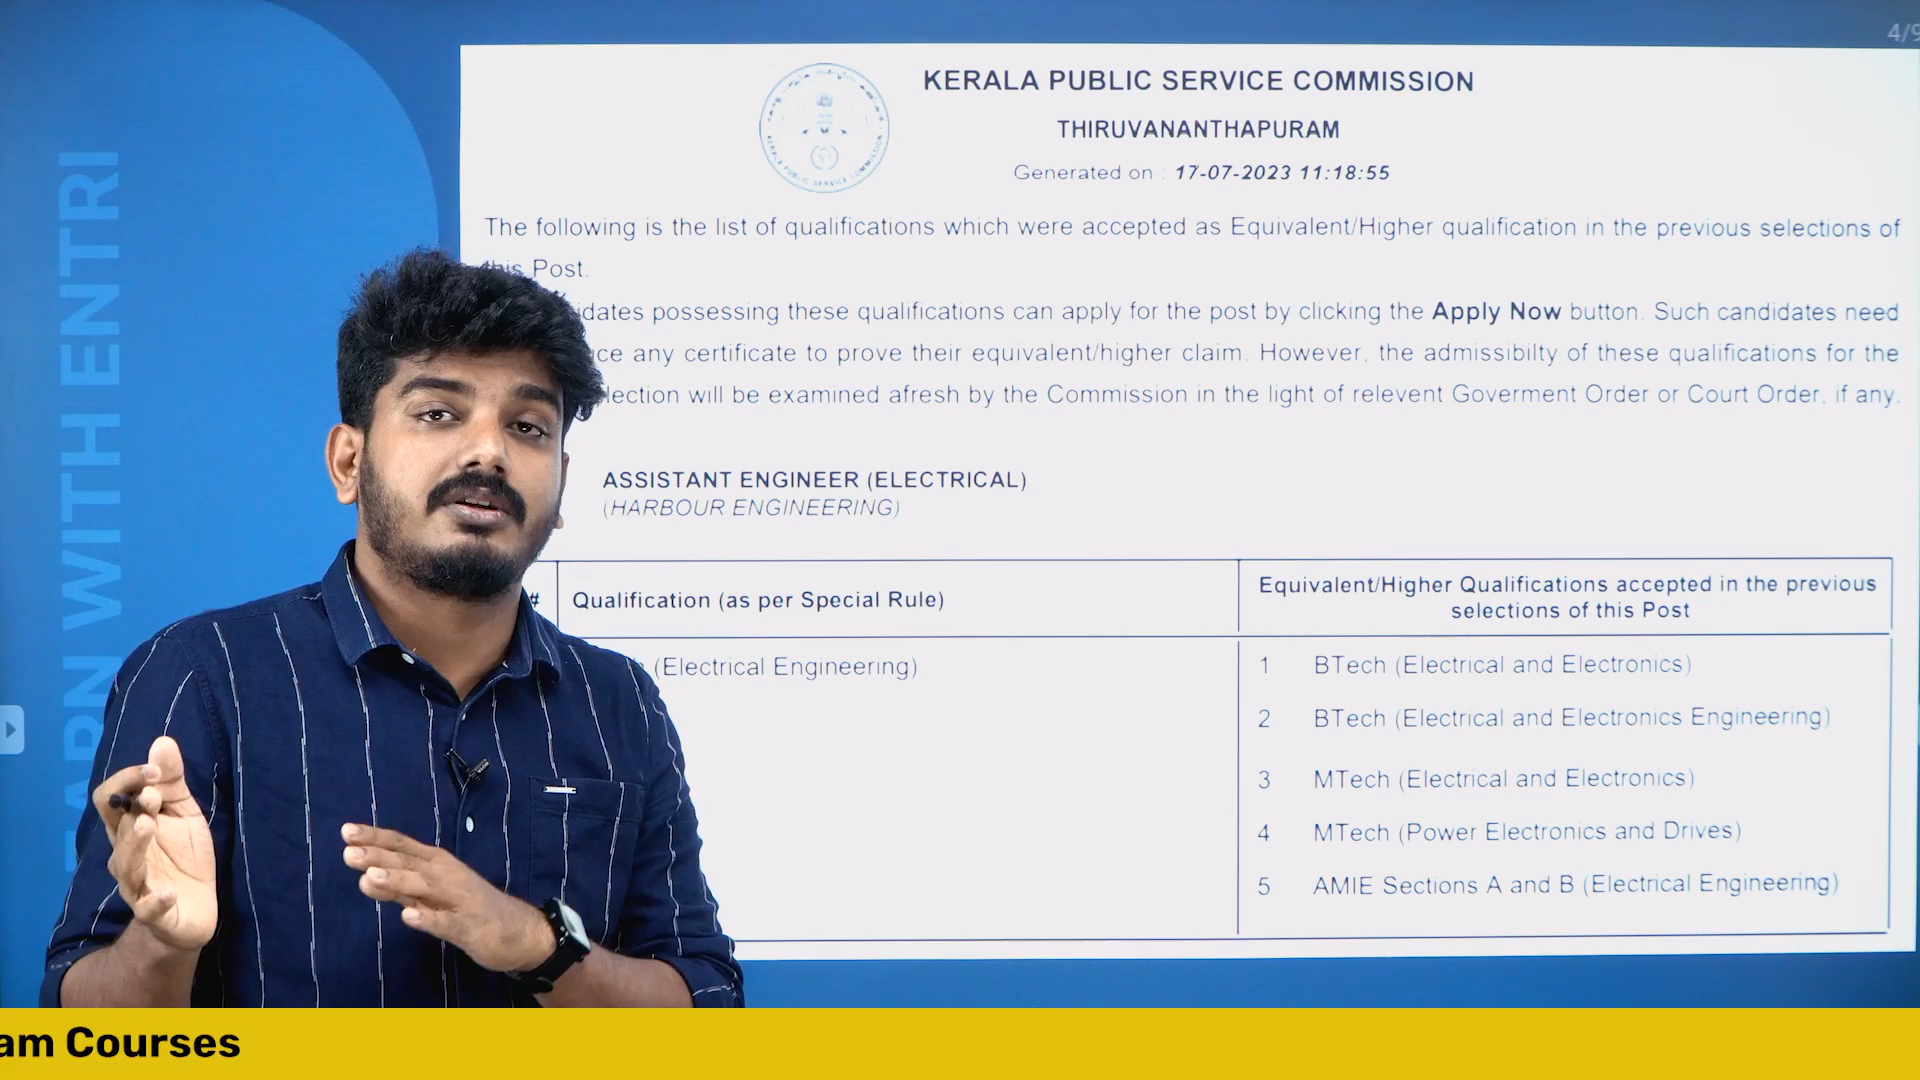 4/9
KERALA PUBLIC SERVICE COMMISSION
THIRUVANANTHAPURAM
Generated on : 17-07-2023 11:18:55
The following is the list of qualifications which were accepted as Equivalent/Higher qualification in the previous selections of
this Post.
dates possessing these qualifications can apply for the post by clicking the Apply Now button. Such candidates need
ce any certificate to prove their equivalent/higher claim. However, the admissibilty of these qualifications for the
lection will be examined afresh by the Commission in the light of relevent Goverment Order or Court Order, if any.
ASSISTANT ENGINEER (ELECTRICAL)
(HARBOUR ENGINEERING)
# Qualification (as per Special Rule) Equivalent/Higher Qualifications accepted in the previous
selections of this Post
(Electrical Engineering)
1 BTech (Electrical and Electronics)
2 BTech (Electrical and Electronics Engineering)
3 MTech (Electrical and Electronics)
4 MTech (Power Electronics and Drives)
5 AMIE Sections A and B (Electrical Engineering)
WITH ENTRI
am Courses